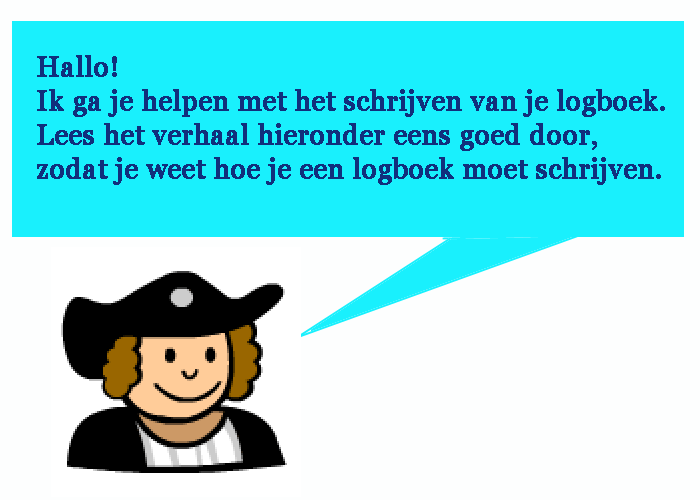 Hallo!
Ik ga je helpen met het schrijven van je logboek.
Lees het verhaal hieronder eens goed door,
zodat je weet hoe je een logboek moet schrijven.